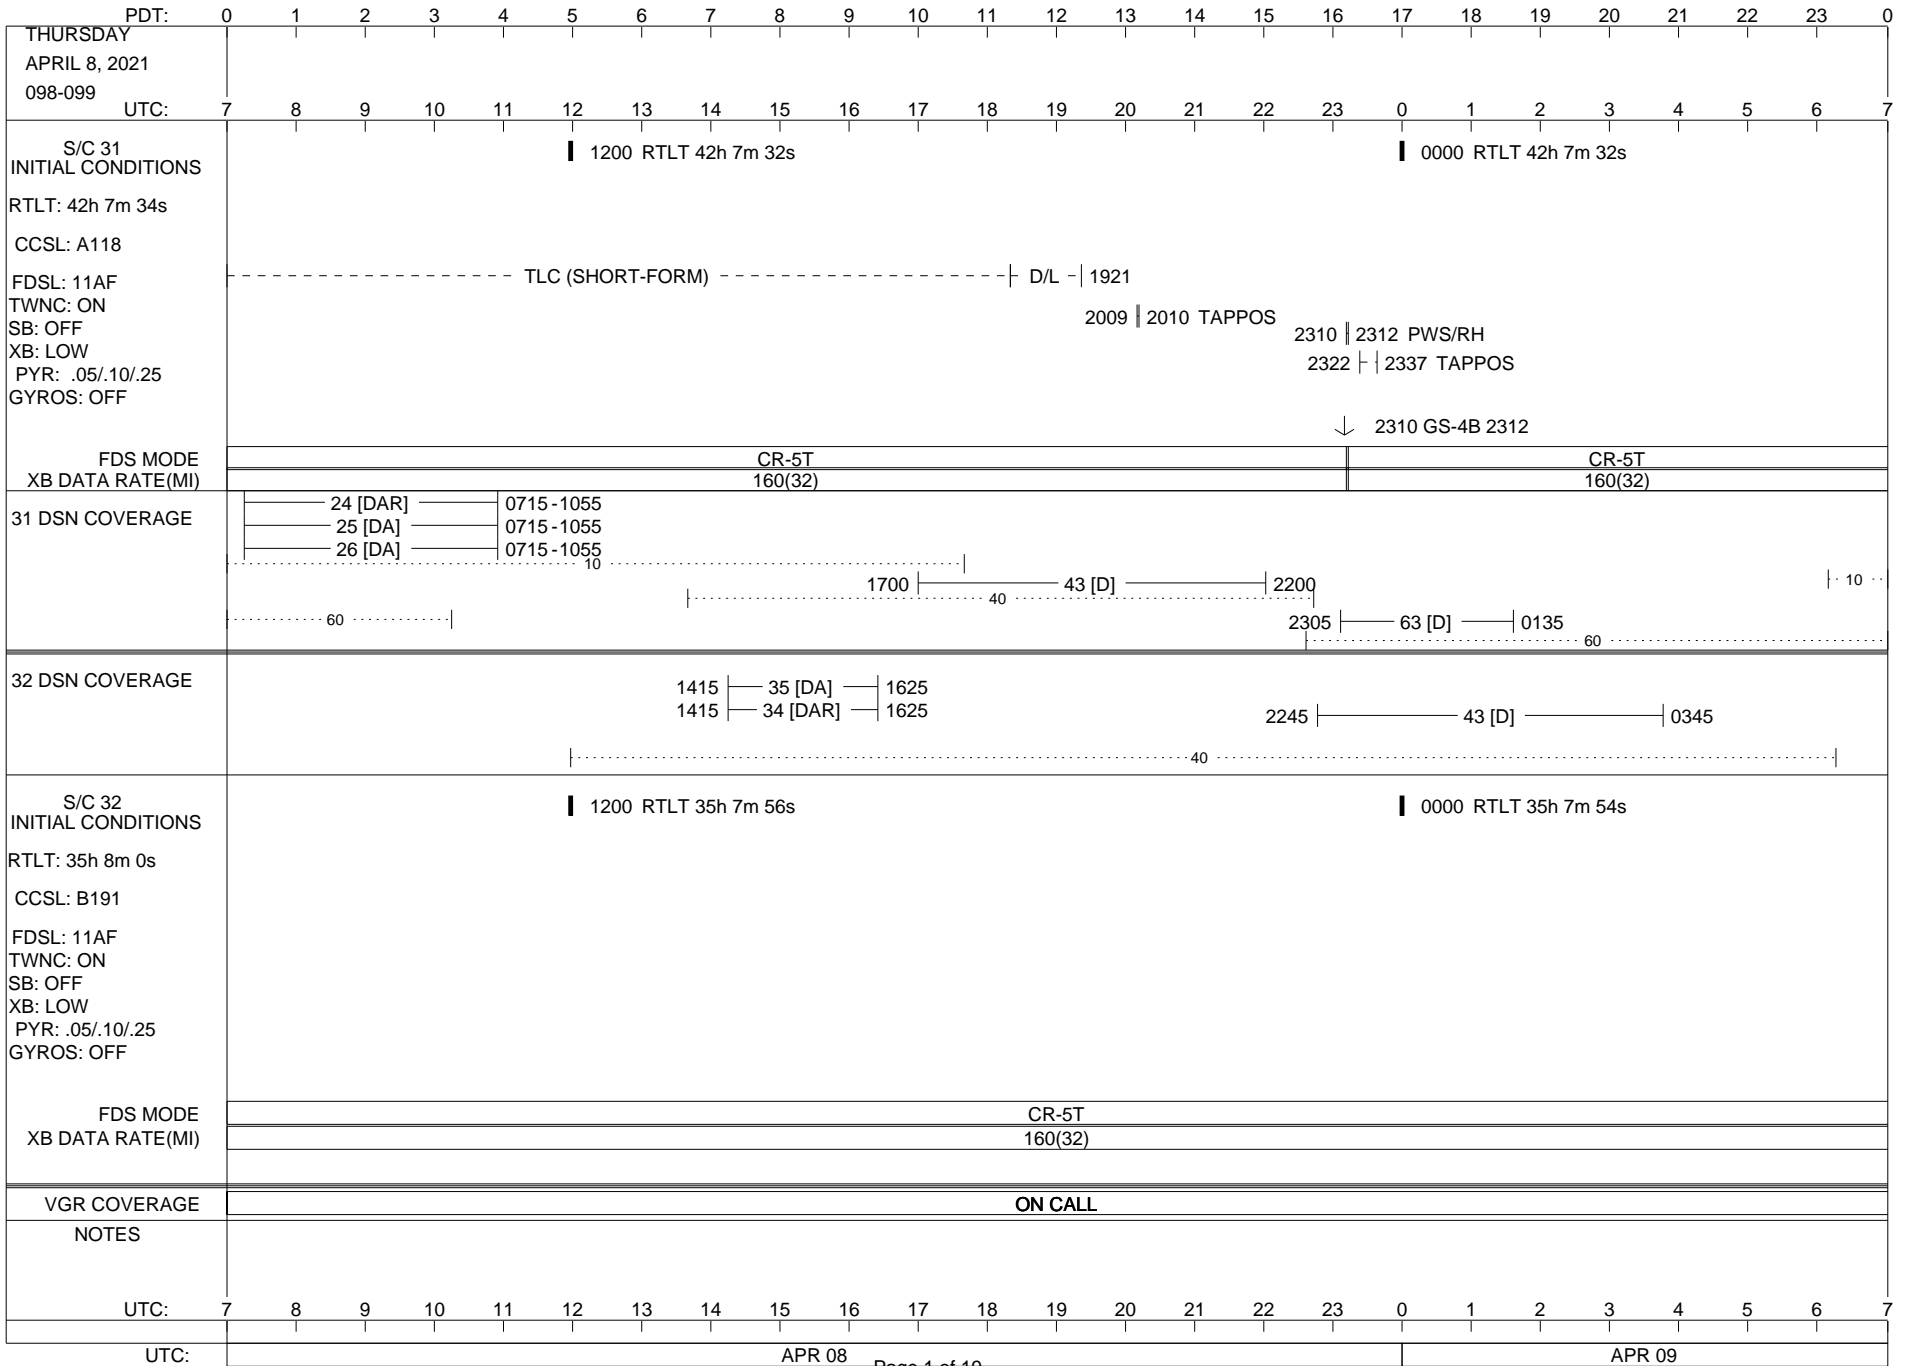 PDT: 0 1 2 3 4 5 6 7 8 9 10 11 12 13 14 15 16 17 18 19 20 21 22 23 0
THURSDAY
APRIL 8, 2021
098-099
UTC: 7 8 9 10 11 12 13 14 15 16 17 18 19 20 21 22 23 0 1 2 3 4 5 6 7
S/C 31
INITIAL CONDITIONS
1200 RTLT 42h 7m 32s
0000 RTLT 42h 7m 32s
RTLT: 42h 7m 34s
CCSL: A118
FDSL: 11AF
TLC (SHORT-FORM) D/L 1921
TWNC: ON
SB: OFF
2009 2010 TAPPOS
2310 2312 PWS/RH
XB: LOW
2322 2337 TAPPOS
PYR: .05/.10/.25
GYROS: OFF
2310 GS-4B 2312
FDS MODE CR-5T CR-5T
XB DATA RATE(MI) 160(32) 160(32)
31 DSN COVERAGE
24 [DAR] 0715-1055
25 [DA] 0715-1055
26 [DA] 0715-1055
10
1700 43 [D] 2200
10
40
60
2305 63 [D] 0135
60
32 DSN COVERAGE
1415 35 [DA] 1625
1415 34 [DAR] 1625
2245 43 [D] 0345
40
S/C 32
INITIAL CONDITIONS
1200 RTLT 35h 7m 56s
0000 RTLT 35h 7m 54s
RTLT: 35h 8m 0s
CCSL: B191
FDSL: 11AF
TWNC: ON
SB: OFF
XB: LOW
PYR: .05/.10/.25
GYROS: OFF
FDS MODE CR-5T
XB DATA RATE(MI) 160(32)
VGR COVERAGE ON CALL
NOTES
UTC: 7 8 9 10 11 12 13 14 15 16 17 18 19 20 21 22 23 0 1 2 3 4 5 6 7
UTC: APR 08 APR 09
Page 1 of 19